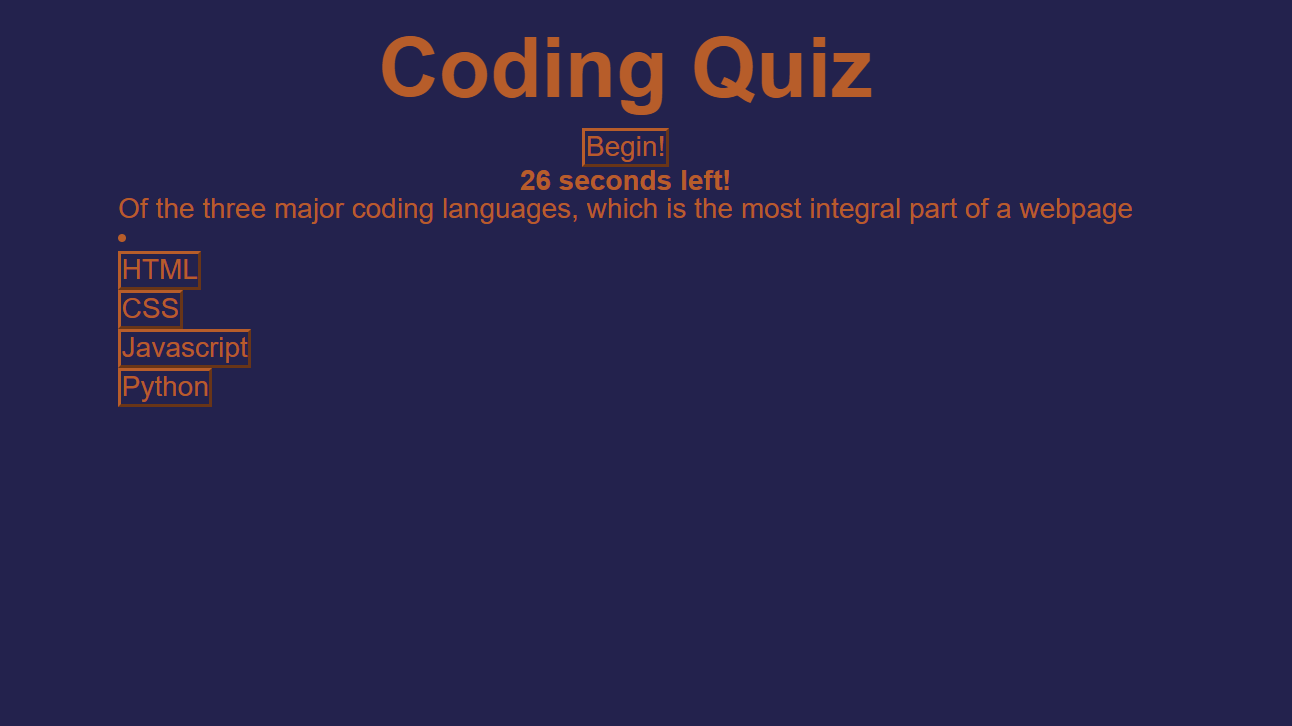 Coding Quiz
Begin!
26 seconds left!
Of the three major coding languages, which is the most integral part of a webpage
•
HTML
CSS
Javascript
Python